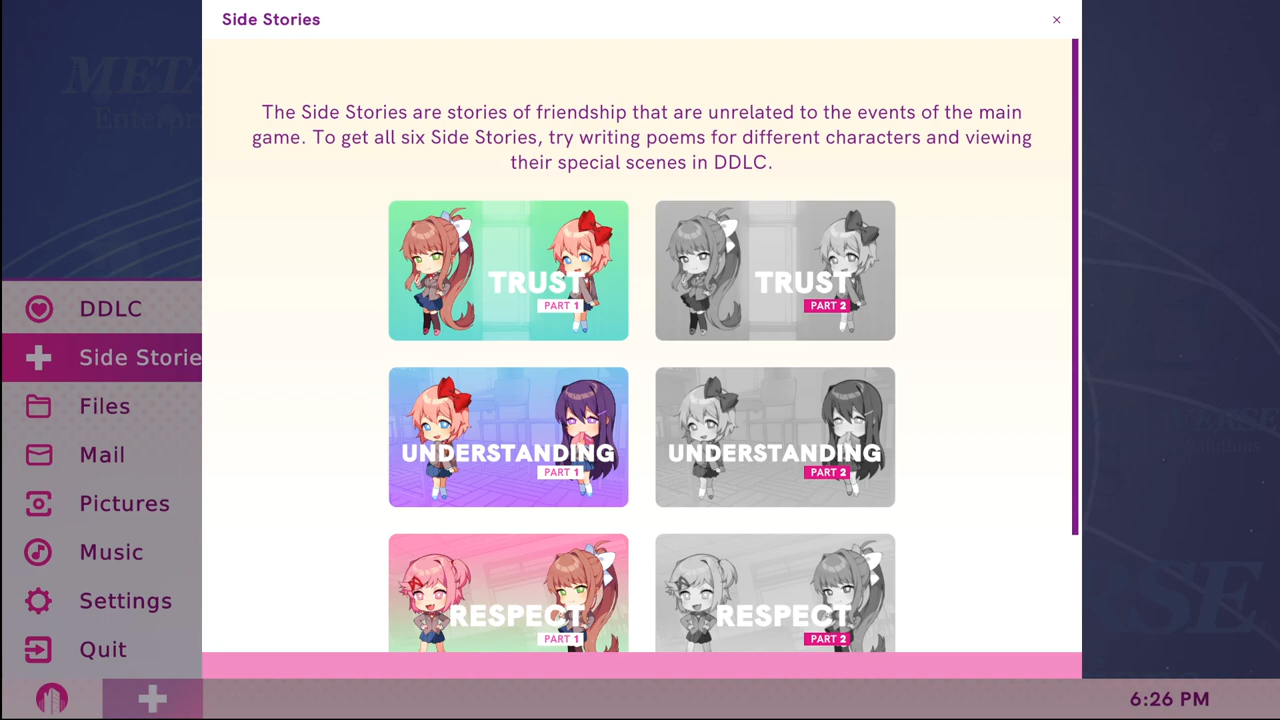 Side Stories
×
META
Enterpr
The Side Stories are stories of friendship that are unrelated to the events of the main
game. To get all six Side Stories, try writing poems for different characters and viewing
their special scenes in DDLC.
TRUST
PART 1
TRUST
PART 2
DDLC
Side Storie
Files
Mail
Pictures
Music
Settings
Quit
UNDERSTANDING
PART 1
UNDERSTANDING
PART 2
RESPECT
PART 1
RESPECT
PART 2
6:26 PM